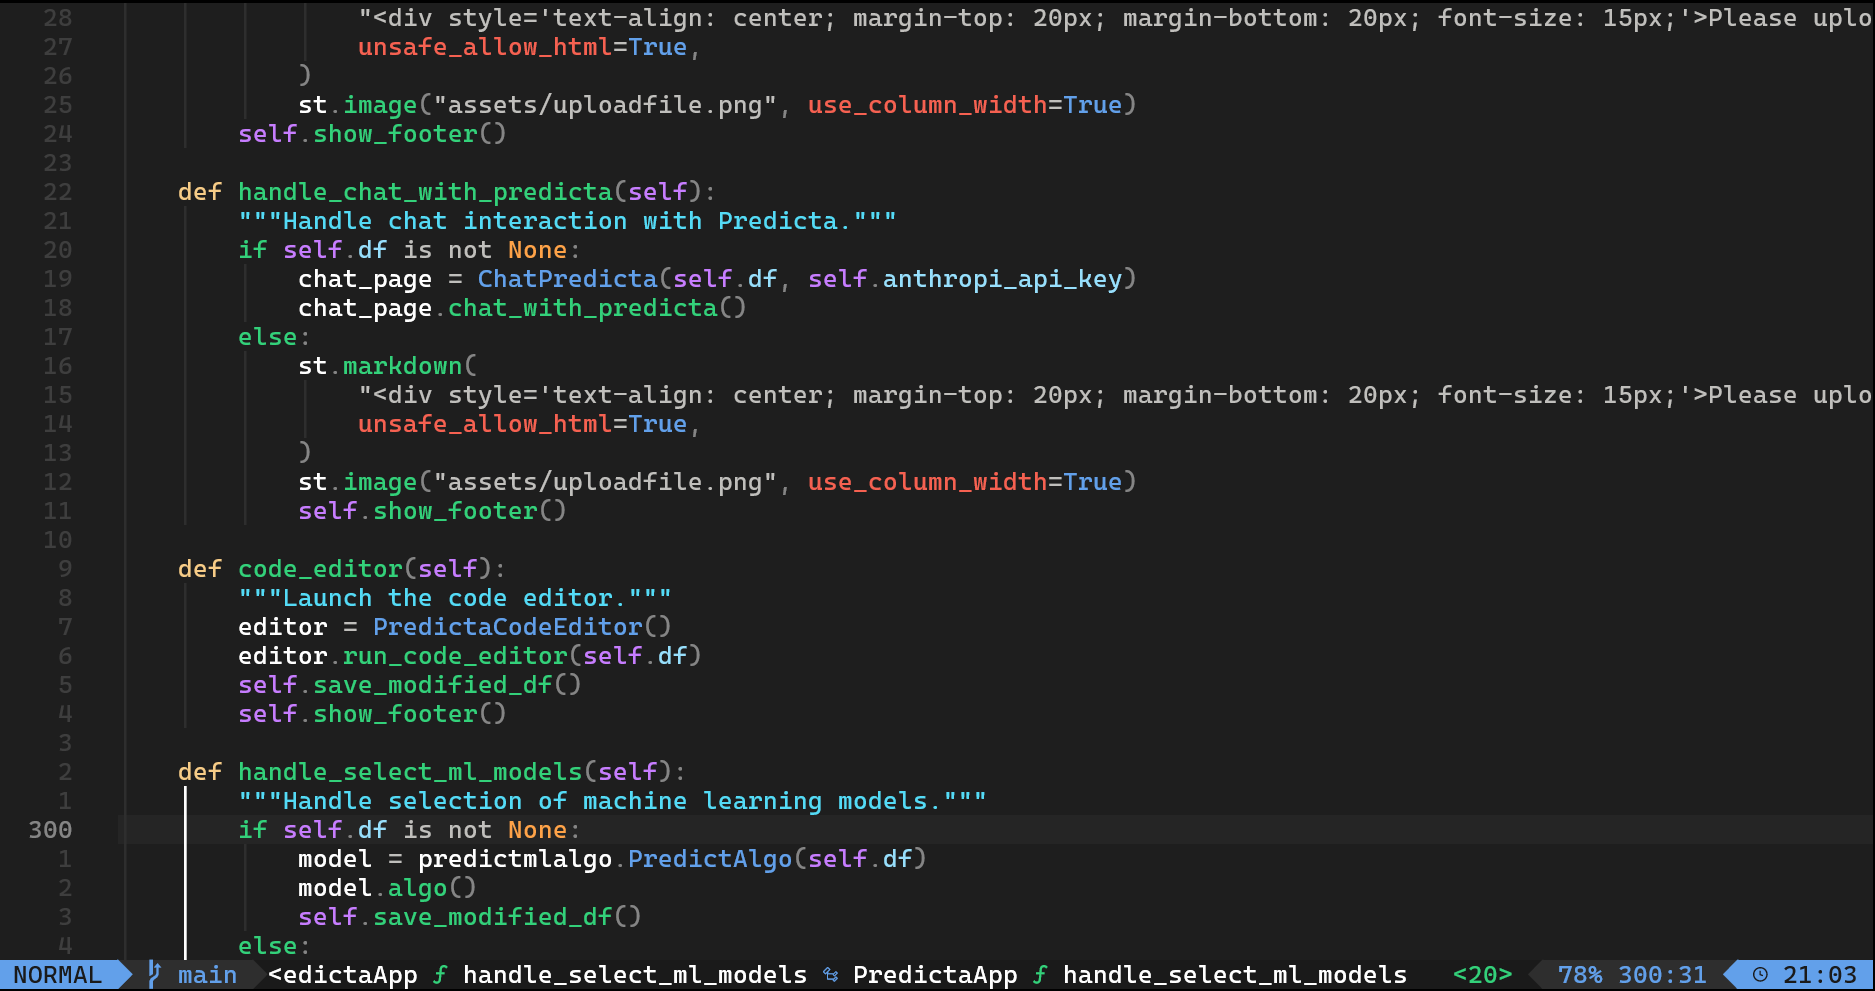 28 "<div style='text-align: center; margin-top: 20px; margin-bottom: 20px; font-size: 15px;'>Please uplo
27 unsafe_allow_html=True,
26 )
25 st.image("assets/uploadfile.png", use_column_width=True)
24 self.show_footer()
23
22 def handle_chat_with_predicta(self):
21 """Handle chat interaction with Predicta."""
20 if self.df is not None:
19 chat_page = ChatPredicta(self.df, self.anthropi_api_key)
18 chat_page.chat_with_predicta()
17 else:
16 st.markdown(
15 "<div style='text-align: center; margin-top: 20px; margin-bottom: 20px; font-size: 15px;'>Please uplo
14 unsafe_allow_html=True,
13 )
12 st.image("assets/uploadfile.png", use_column_width=True)
11 self.show_footer()
10
9 def code_editor(self):
8 """Launch the code editor."""
7 editor = PredictaCodeEditor()
6 editor.run_code_editor(self.df)
5 self.save_modified_df()
4 self.show_footer()
3
2 def handle_select_ml_models(self):
1 """Handle selection of machine learning models."""
300 if self.df is not None:
1 model = predictmlalgo.PredictAlgo(self.df)
2 model.algo()
3 self.save_modified_df()
4 else:
NORMAL main <edictaApp ƒ handle_select_ml_models PredictaApp ƒ handle_select_ml_models <20> 78% 300:31 21:03